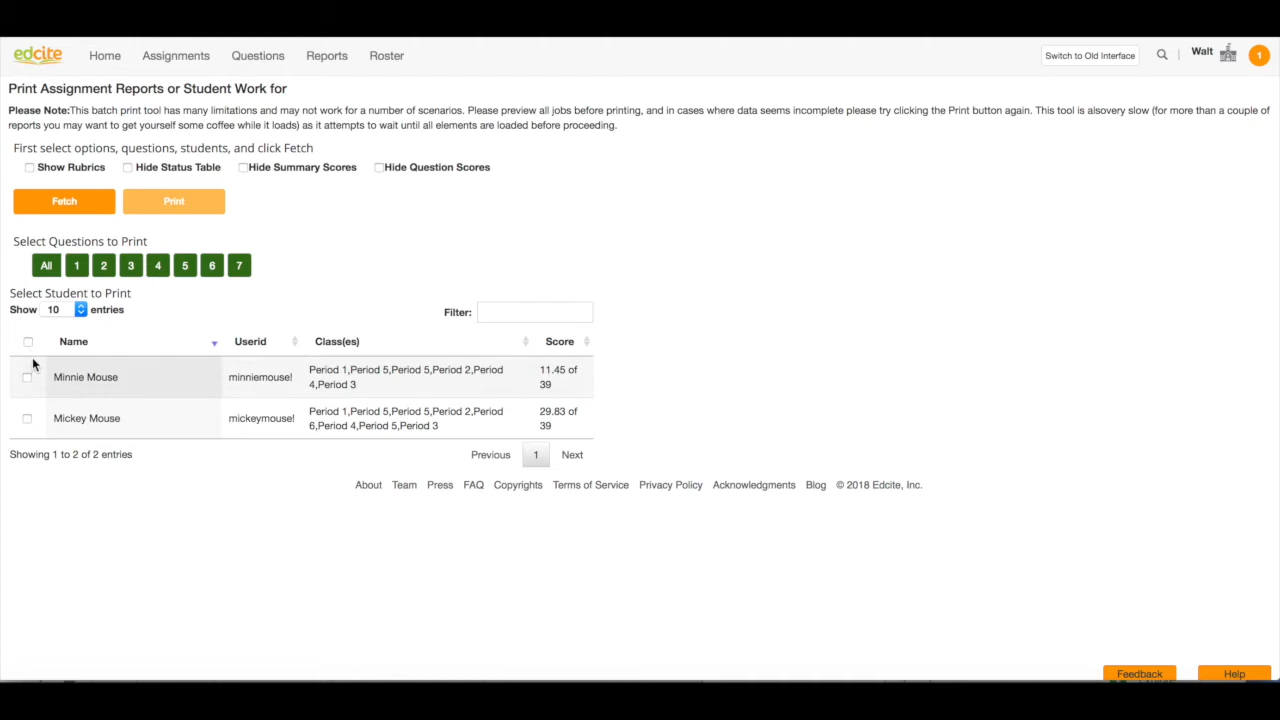 edcite Home Assignments Questions Reports Roster Switch to Old Interface Walt 1
Print Assignment Reports or Student Work for
Please Note:This batch print tool has many limitations and may not work for a number of scenarios. Please preview all jobs before printing, and in cases where data seems incomplete please try clicking the Print button again. This tool is alsovery slow (for more than a couple of
reports you may want to get yourself some coffee while it loads) as it attempts to wait until all elements are loaded before proceeding.
First select options, questions, students, and click Fetch
Show Rubrics Hide Status Table Hide Summary Scores Hide Question Scores
Fetch Print
Select Questions to Print
All 1 2 3 4 5 6 7
Select Student to Print
Show 10 entries Filter:
Name Userid Class(es) Score
Minnie Mouse minniemouse! Period 1,Period 5,Period 5,Period 2,Period 11.45 of
4,Period 3 39
Mickey Mouse mickeymouse! Period 1,Period 5,Period 5,Period 2,Period 29.83 of
6,Period 4,Period 5,Period 3 39
Showing 1 to 2 of 2 entries Previous 1 Next
About Team Press FAQ Copyrights Terms of Service Privacy Policy Acknowledgments Blog © 2018 Edcite, Inc.
Feedback Help